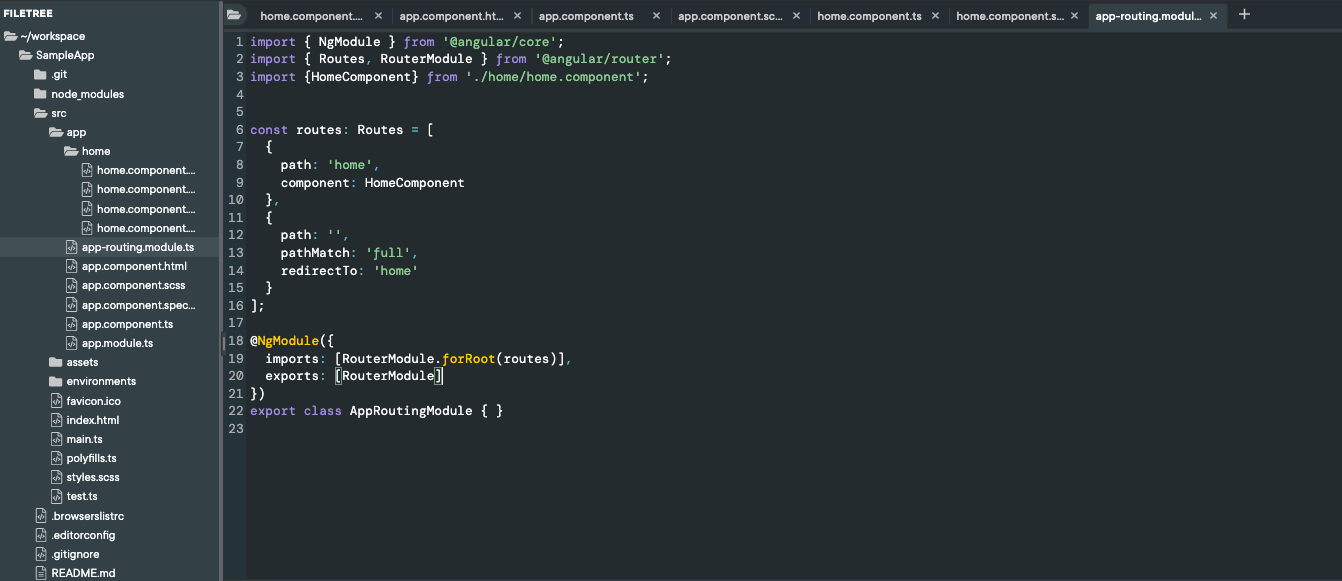 FILETREE
~/workspace
SampleApp
.git
node_modules
src
app
home
home.component....
home.component....
home.component....
home.component....
app-routing.module.ts
app.component.html
app.component.scss
app.component.spec...
app.component.ts
app.module.ts
assets
environments
favicon.ico
index.html
main.ts
polyfills.ts
styles.scss
test.ts
.browserslistrc
.editorconfig
.gitignore
README.md
home.component.... × app.component.ht... × app.component.ts × app.component.sc... × home.component.ts × home.component.s... × app-routing.modul... × +
1 import { NgModule } from '@angular/core';
2 import { Routes, RouterModule } from '@angular/router';
3 import {HomeComponent} from './home/home.component';
4
5
6 const routes: Routes = [
7   {
8     path: 'home',
9     component: HomeComponent
10   },
11   {
12     path: '',
13     pathMatch: 'full',
14     redirectTo: 'home'
15   }
16 ];
17
18 @NgModule({
19   imports: [RouterModule.forRoot(routes)],
20   exports: [RouterModule]
21 })
22 export class AppRoutingModule { }
23